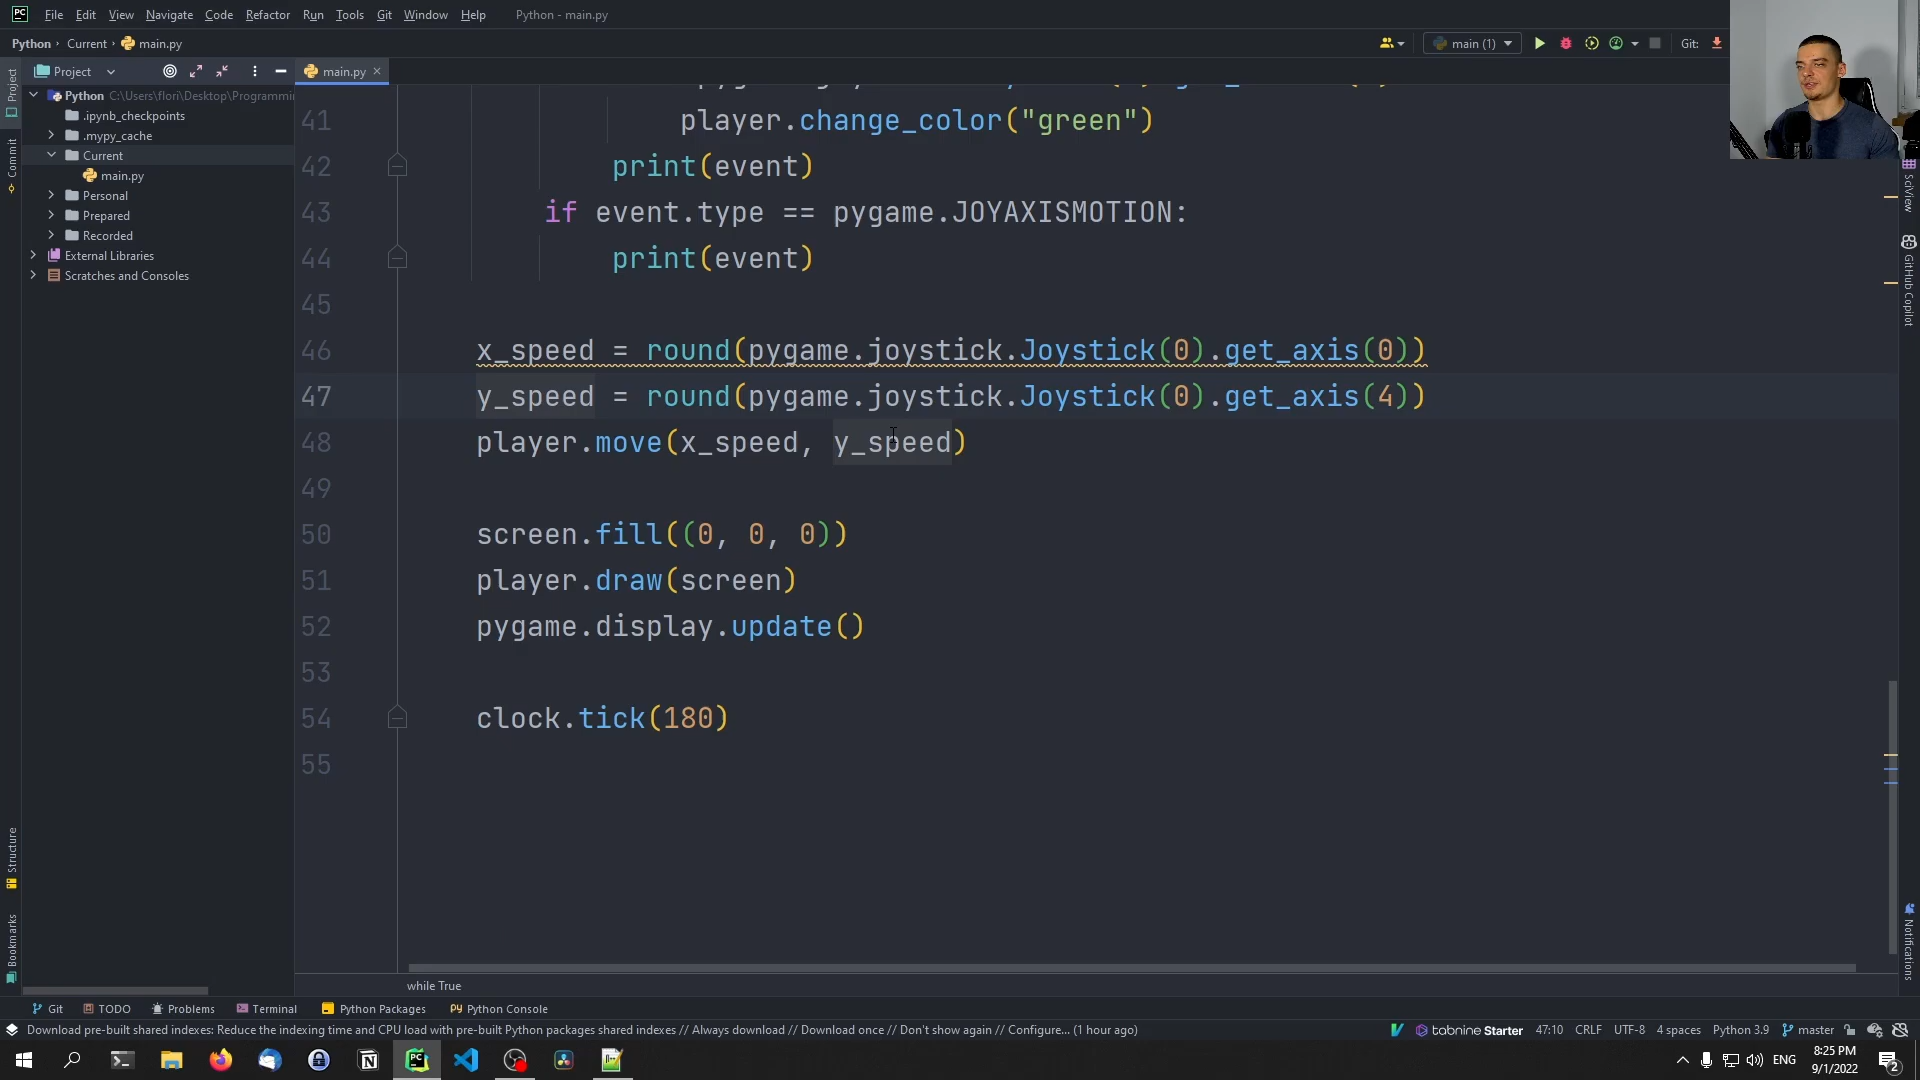 File Edit View Navigate Code Refactor Run Tools Git Window Help Python - main.py
Python Current main.py
main (1)
Git:
Project
main.py
Python C:\Users\flori\Desktop\Programmi
.ipynb_checkpoints
.mypy_cache
Current
main.py
Personal
Prepared
Recorded
External Libraries
Scratches and Consoles
Project
Commit
Structure
Bookmarks
41 player.change_color("green")
42 print(event)
43 if event.type == pygame.JOYAXISMOTION:
44 print(event)
45
46 x_speed = round(pygame.joystick.Joystick(0).get_axis(0))
47 y_speed = round(pygame.joystick.Joystick(0).get_axis(4))
48 player.move(x_speed, y_speed)
49
50 screen.fill((0, 0, 0))
51 player.draw(screen)
52 pygame.display.update()
53
54 clock.tick(180)
55
while True
SciView
GitHub Copilot
Notifications
Git TODO Problems Terminal Python Packages Python Console
Download pre-built shared indexes: Reduce the indexing time and CPU load with pre-built Python packages shared indexes // Always download // Download once // Don't show again // Configure... (1 hour ago)
tabnine Starter 47:10 CRLF UTF-8 4 spaces Python 3.9 master
ENG
8:25 PM
9/1/2022
2